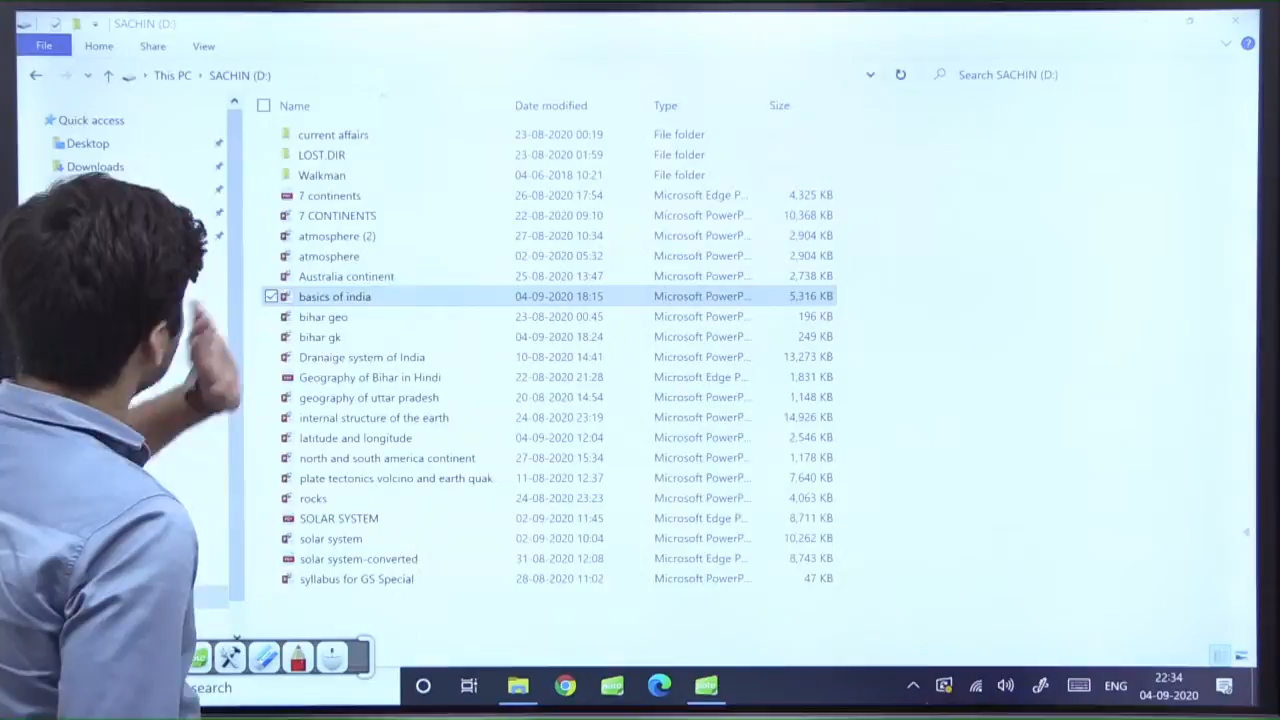 SACHIN (D:)
File Home Share View
This PC SACHIN (D:)
Search SACHIN (D:)
Name Date modified Type Size
Quick access
Desktop
Downloads
current affairs 23-08-2020 00:19 File folder
LOST.DIR 23-08-2020 01:59 File folder
Walkman 04-06-2018 10:21 File folder
7 continents 26-08-2020 17:54 Microsoft Edge P... 4,325 KB
7 CONTINENTS 22-08-2020 09:10 Microsoft PowerP... 10,368 KB
atmosphere (2) 27-08-2020 10:34 Microsoft PowerP... 2,904 KB
atmosphere 02-09-2020 05:32 Microsoft PowerP... 2,904 KB
Australia continent 25-08-2020 13:47 Microsoft PowerP... 2,738 KB
basics of india 04-09-2020 18:15 Microsoft PowerP... 5,316 KB
bihar geo 23-08-2020 00:45 Microsoft PowerP... 196 KB
bihar gk 04-09-2020 18:24 Microsoft PowerP... 249 KB
Dranaige system of India 10-08-2020 14:41 Microsoft PowerP... 13,273 KB
Geography of Bihar in Hindi 22-08-2020 21:28 Microsoft Edge P... 1,831 KB
geography of uttar pradesh 20-08-2020 14:54 Microsoft PowerP... 1,148 KB
internal structure of the earth 24-08-2020 23:19 Microsoft PowerP... 14,926 KB
latitude and longitude 04-09-2020 12:04 Microsoft PowerP... 2,546 KB
north and south america continent 27-08-2020 15:34 Microsoft PowerP... 1,178 KB
plate tectonics volcino and earth quak 11-08-2020 12:37 Microsoft PowerP... 7,640 KB
rocks 24-08-2020 23:23 Microsoft PowerP... 4,063 KB
SOLAR SYSTEM 02-09-2020 11:45 Microsoft Edge P... 8,711 KB
solar system 02-09-2020 10:04 Microsoft PowerP... 10,262 KB
solar system-converted 31-08-2020 12:08 Microsoft Edge P... 8,743 KB
syllabus for GS Special 28-08-2020 11:02 Microsoft PowerP... 47 KB
search
ENG
22:34
04-09-2020